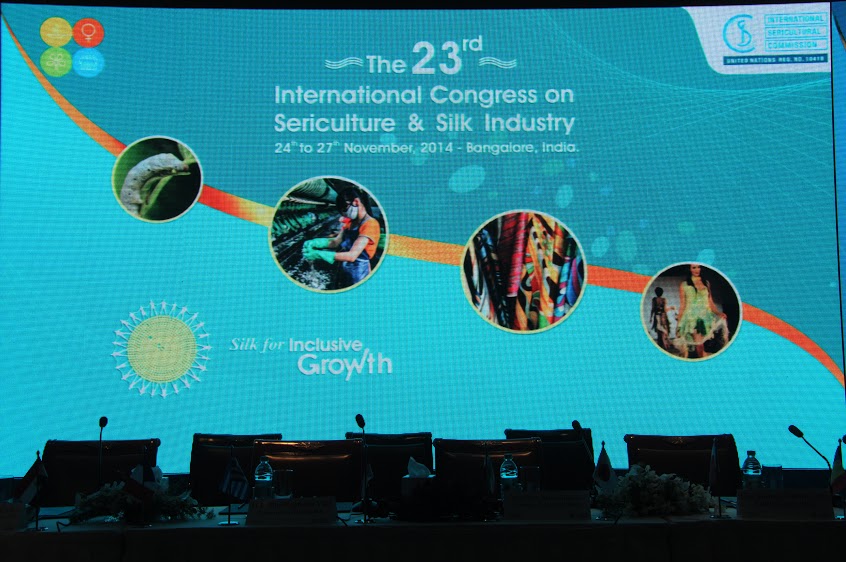 The 23rd
International Congress on
Sericulture & Silk Industry
24th to 27th November, 2014 - Bangalore, India.
INTERNATIONAL
SERICULTURAL
COMMISSION
UNITED NATIONS REG. NO. 10418
Silk for Inclusive
Growth